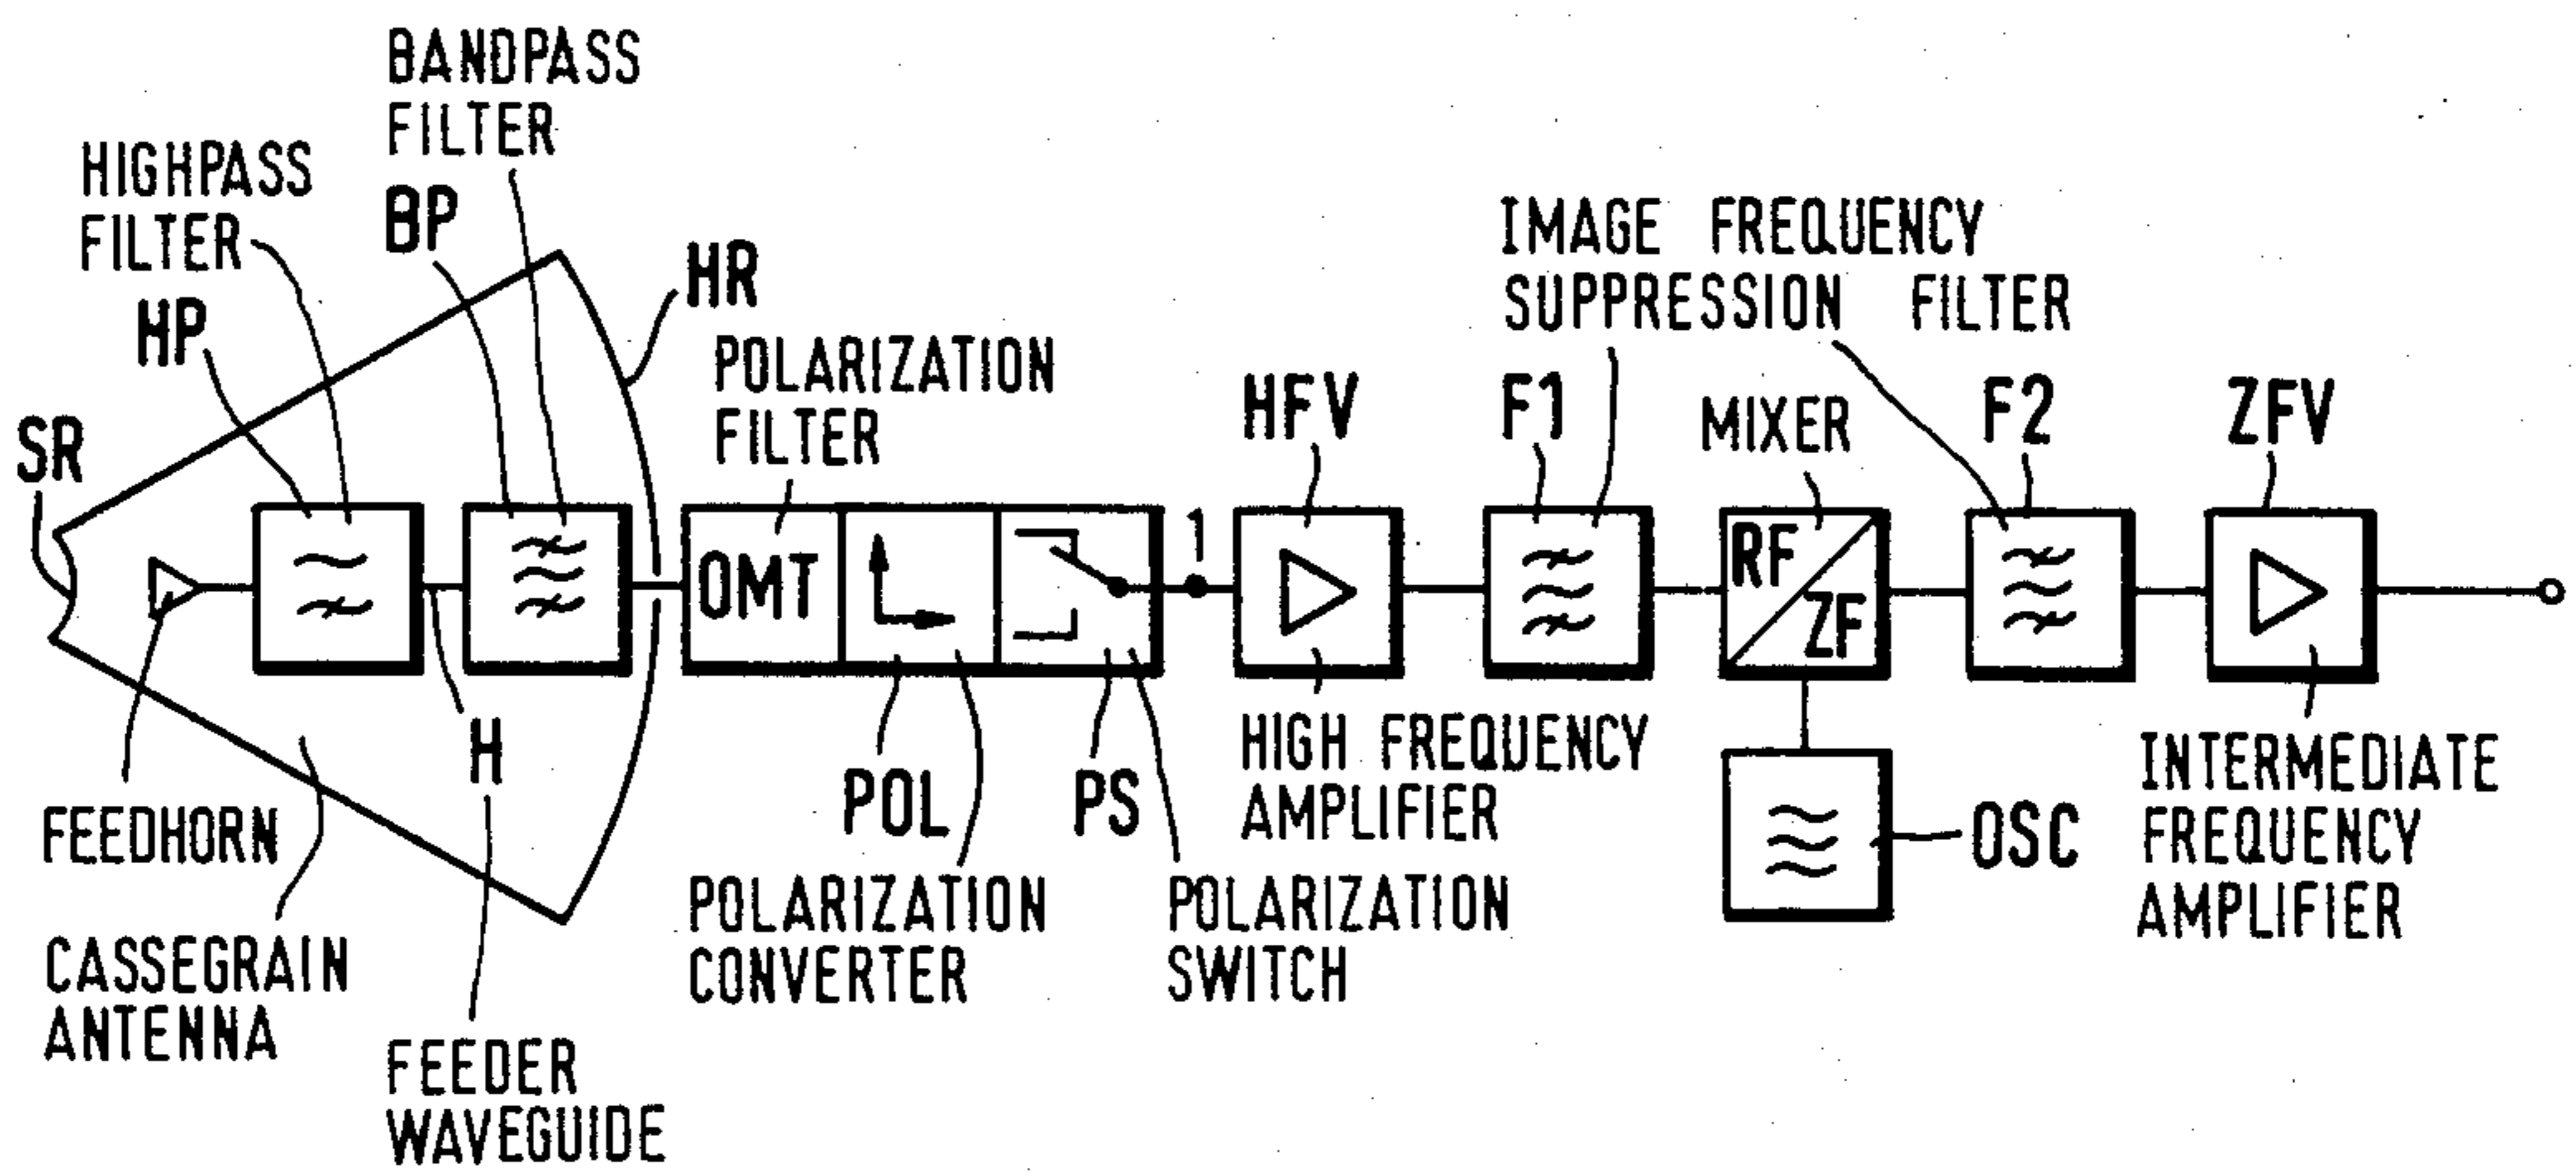 BANDPASS
FILTER
BP
HIGHPASS
FILTER
HP
HR
SR
POLARIZATION
FILTER
IMAGE FREQUENCY
SUPPRESSION FILTER
HFV
F1
MIXER
F2
ZFV
OMT
1
RF
ZF
H
FEEDHORN
POL
PS
HIGH FREQUENCY
AMPLIFIER
OSC
INTERMEDIATE
FREQUENCY
AMPLIFIER
CASSEGRAIN
ANTENNA
POLARIZATION
CONVERTER
POLARIZATION
SWITCH
FEEDER
WAVEGUIDE